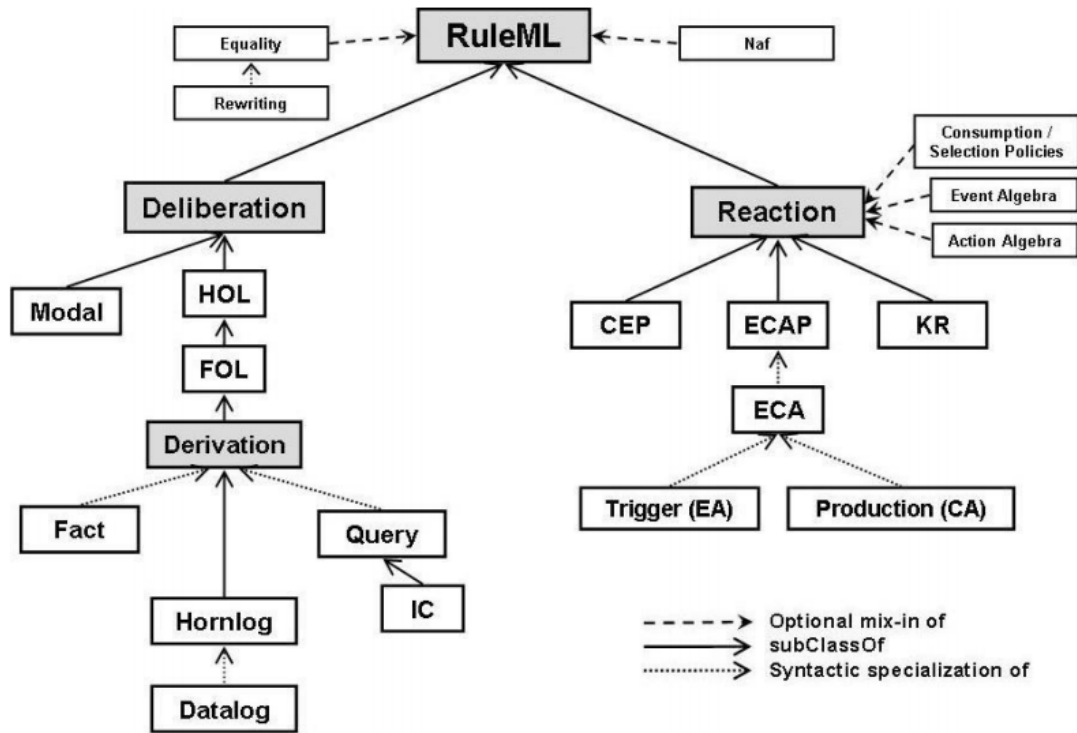 RuleML
Equality
Naf
Rewriting
Consumption /
Selection Policies
Event Algebra
Action Algebra
Deliberation
Reaction
Modal
HOL
CEP
ECAP
KR
FOL
ECA
Derivation
Fact
Query
Trigger (EA)
Production (CA)
Hornlog
IC
Datalog
Optional mix-in of
subClassOf
Syntactic specialization of